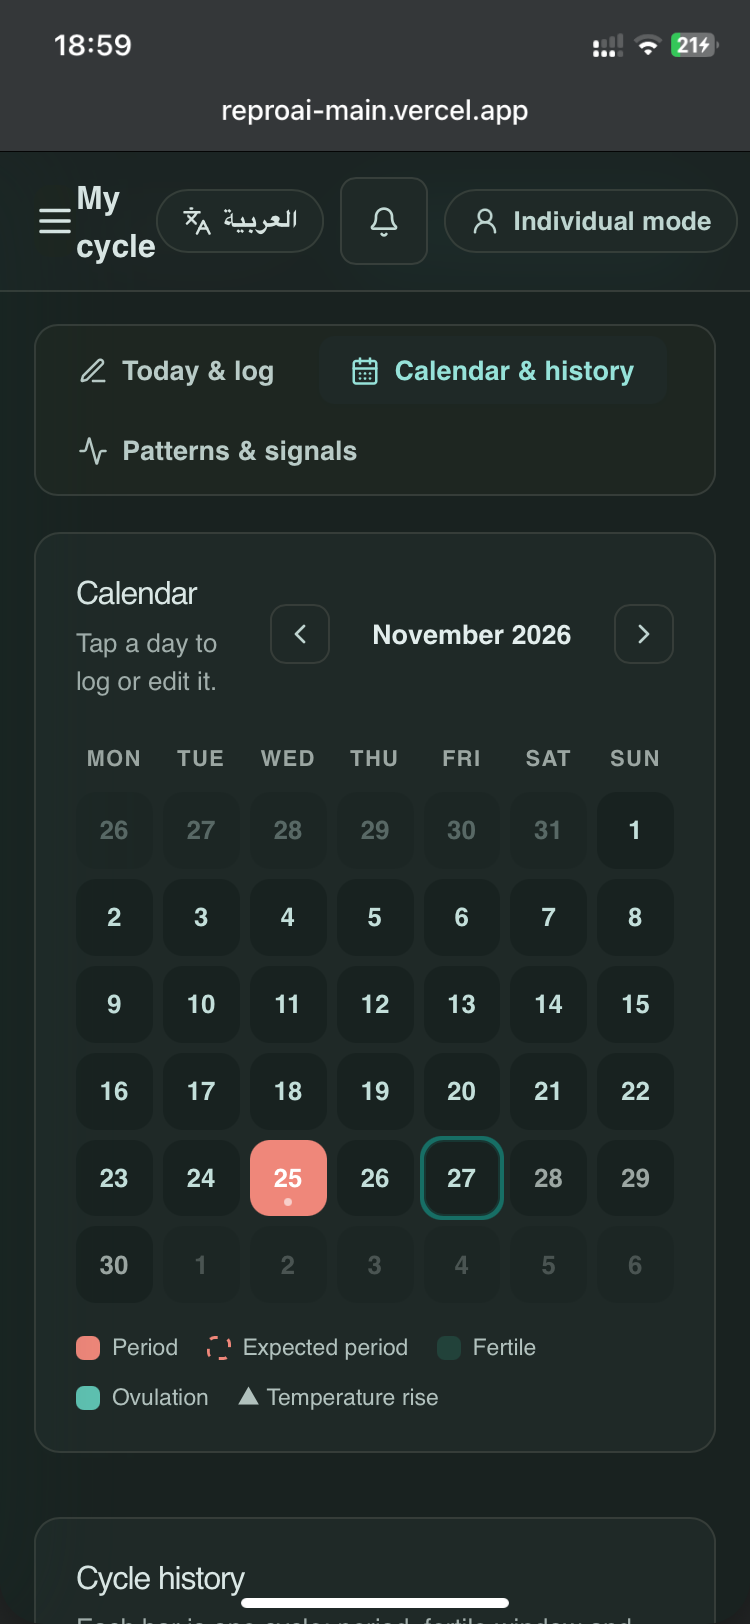 18:59
21
reproai-main.vercel.app
My cycle
العربية
Individual mode
Today & log
Calendar & history
Patterns & signals
Calendar
Tap a day to
log or edit it.
November 2026
MON TUE WED THU FRI SAT SUN
26 27 28 29 30 31 1
2 3 4 5 6 7 8
9 10 11 12 13 14 15
16 17 18 19 20 21 22
23 24 25 26 27 28 29
30 1 2 3 4 5 6
Period Expected period Fertile
Ovulation Temperature rise
Cycle history